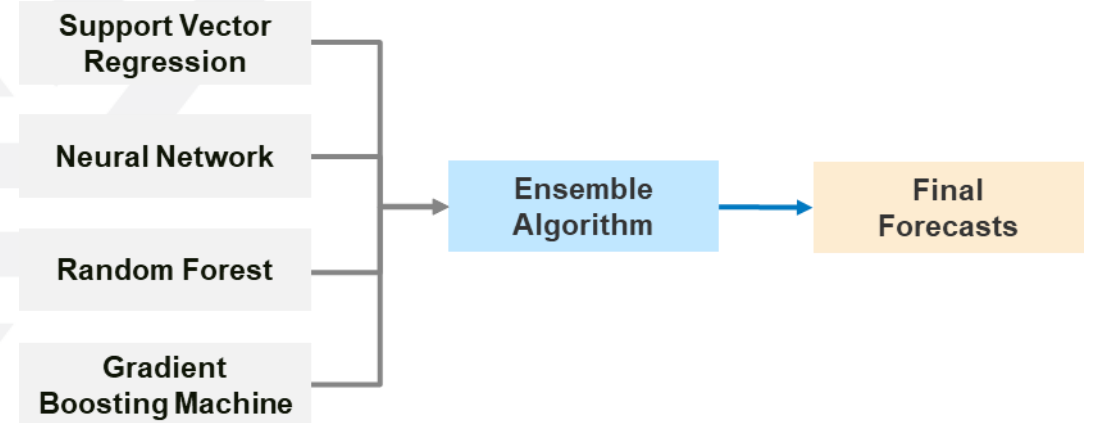 Support Vector
Regression
Neural Network
Random Forest
Gradient
Boosting Machine
Ensemble
Algorithm
Final
Forecasts